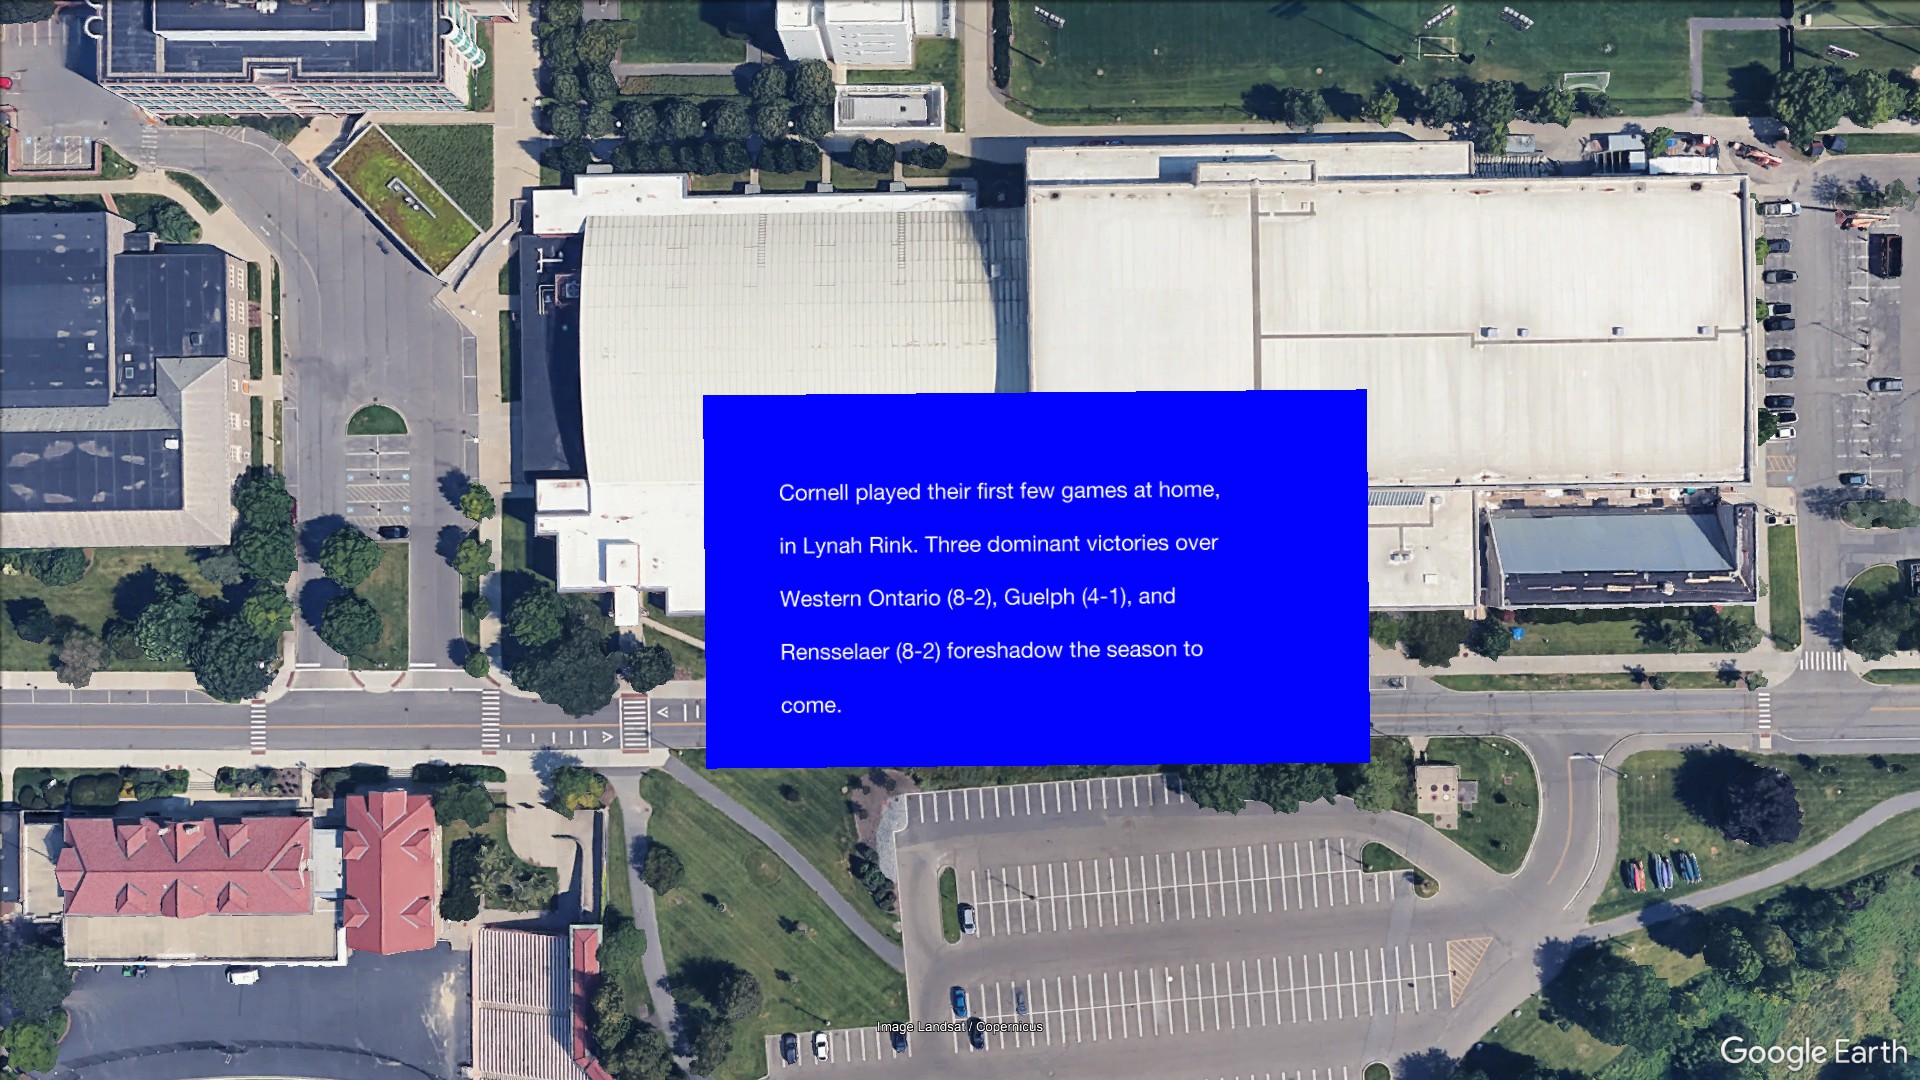 Cornell played their first few games at home,
in Lynah Rink. Three dominant victories over
Western Ontario (8-2), Guelph (4-1), and
Rensselaer (8-2) foreshadow the season to
come.
Image Landsat / Copernicus
Google Earth